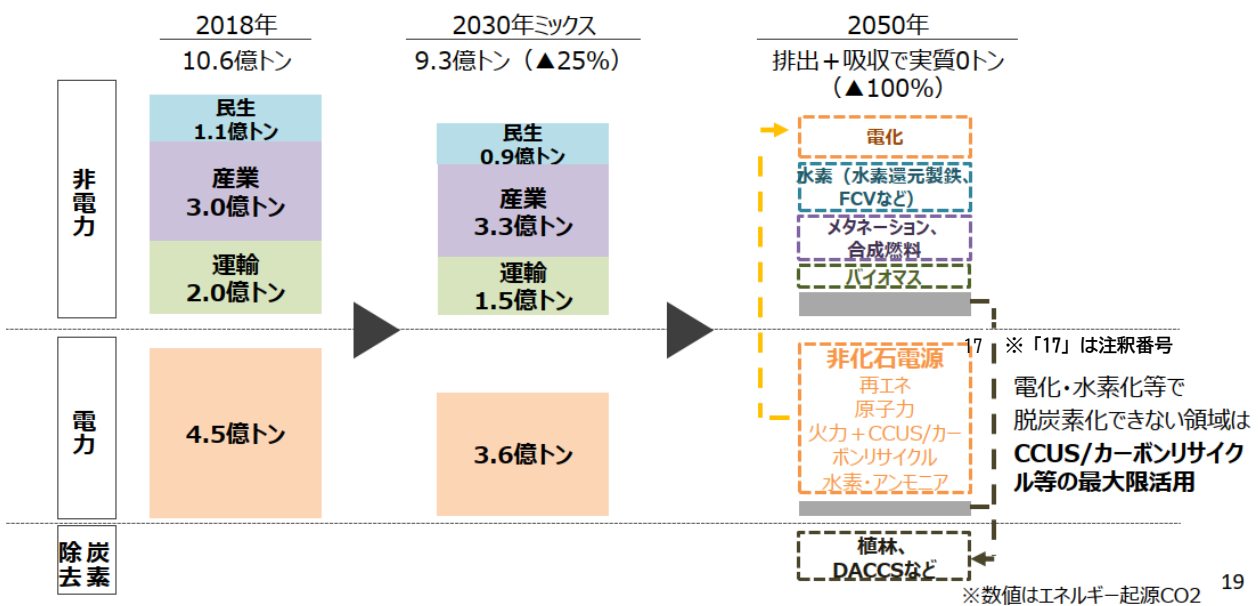 2018年
10.6億トン
2030年ミックス
9.3億トン（▲25%）
2050年
排出＋吸収で実質0トン
（▲100%）
非電力
民生
1.1億トン
産業
3.0億トン
運輸
2.0億トン
民生
0.9億トン
産業
3.3億トン
運輸
1.5億トン
電化
水素（水素還元製鉄、
FCVなど）
メタネーション、
合成燃料
バイオマス
電力
4.5億トン
3.6億トン
非化石電源
17
再エネ
原子力
火力＋CCUS/カー
ボンリサイクル
水素・アンモニア
※「17」は注釈番号
電化・水素化等で
脱炭素化できない領域は
CCUS/カーボンリサイク
ル等の最大限活用
炭素除去
植林、
DACCSなど
※数値はエネルギー起源CO2
19